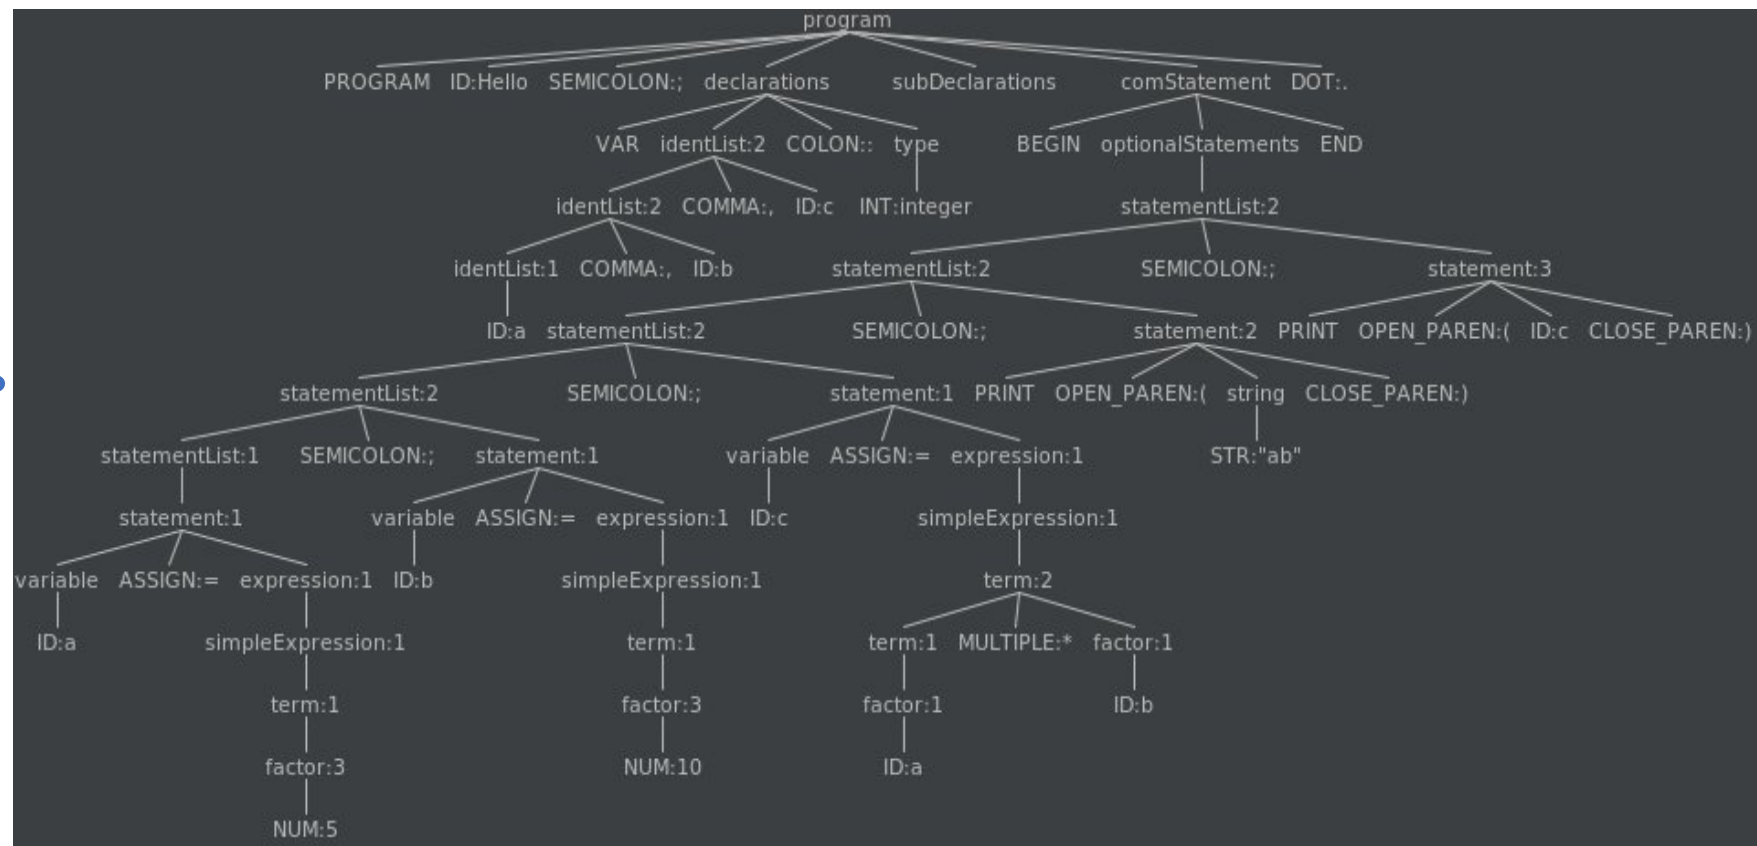 program
PROGRAM ID:Hello SEMICOLON:; declarations subDeclarations comStatement DOT:.
VAR identList:2 COLON:: type BEGIN optionalStatements END
identList:2 COMMA:, ID:c INT:integer statementList:2
identList:1 COMMA:, ID:b statementList:2 SEMICOLON:; statement:3
ID:a statementList:2 SEMICOLON:; statement:2 PRINT OPEN_PAREN:( ID:c CLOSE_PAREN:)
statementList:2 SEMICOLON:; statement:1 PRINT OPEN_PAREN:( string CLOSE_PAREN:)
statementList:1 SEMICOLON:; statement:1 variable ASSIGN:= expression:1 STR:"ab"
statement:1 variable ASSIGN:= expression:1 ID:c simpleExpression:1
variable ASSIGN:= expression:1 ID:b simpleExpression:1 term:2
ID:a simpleExpression:1 term:1 term:1 MULTIPLE:* factor:1
term:1 factor:3 factor:1 ID:b
factor:3 NUM:10 ID:a
NUM:5